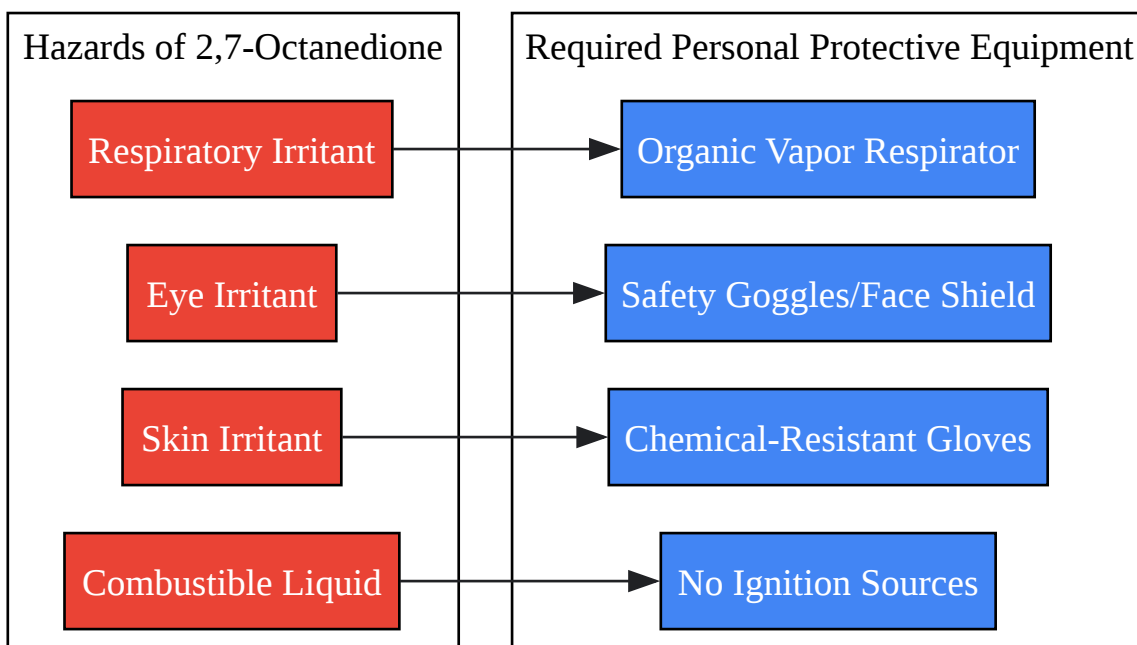 Hazards of 2,7-Octanedione
Required Personal Protective Equipment
Respiratory Irritant
Organic Vapor Respirator
Eye Irritant
Safety Goggles/Face Shield
Skin Irritant
Chemical-Resistant Gloves
Combustible Liquid
No Ignition Sources